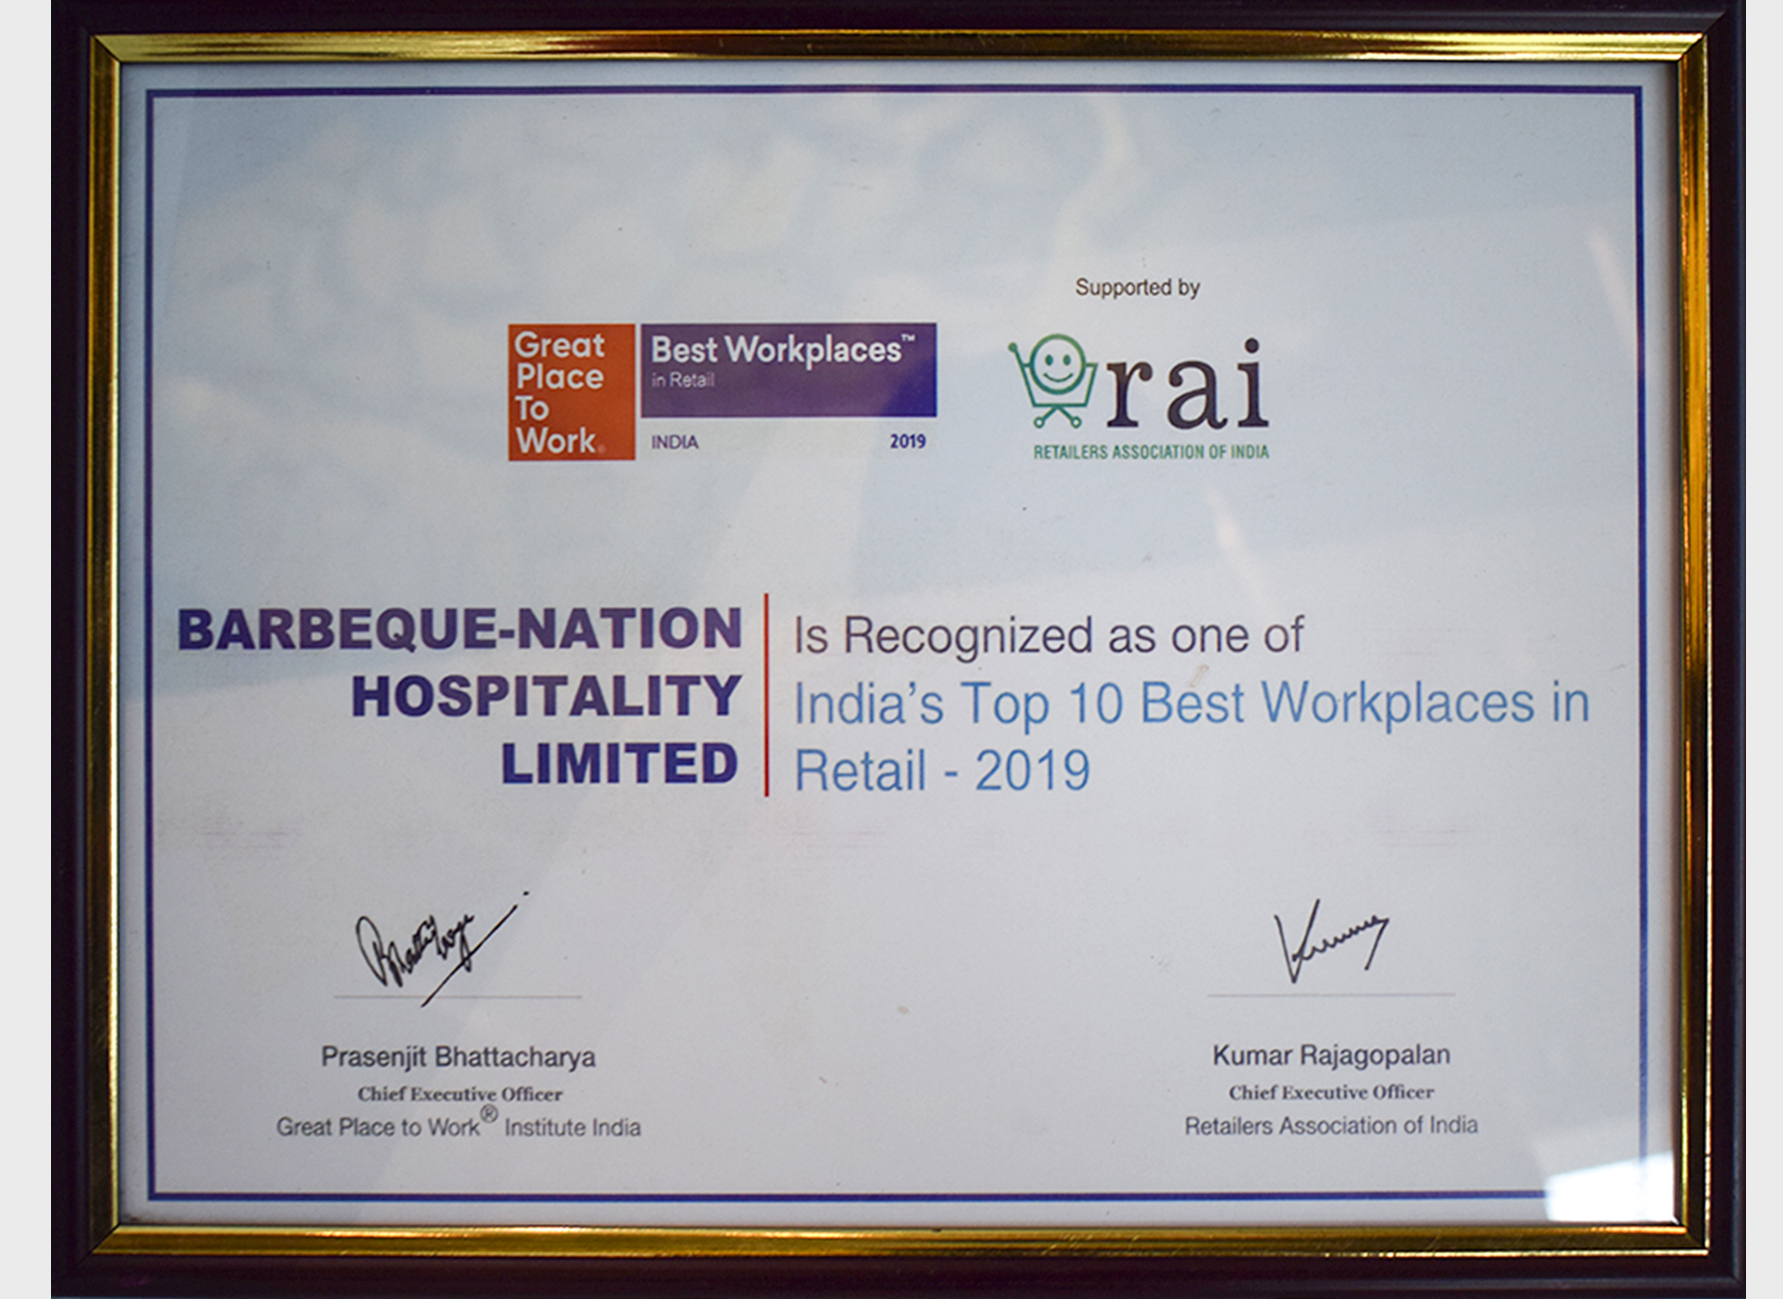 Supported by
Great
Place
To
Work®
Best Workplaces™
in Retail
INDIA
2019
rai
RETAILERS ASSOCIATION OF INDIA
BARBEQUE-NATION
HOSPITALITY
LIMITED
Is Recognized as one of
India's Top 10 Best Workplaces in
Retail - 2019
Prasenjit Bhattacharya
Chief Executive Officer
Great Place to Work® Institute India
Kumar Rajagopalan
Chief Executive Officer
Retailers Association of India